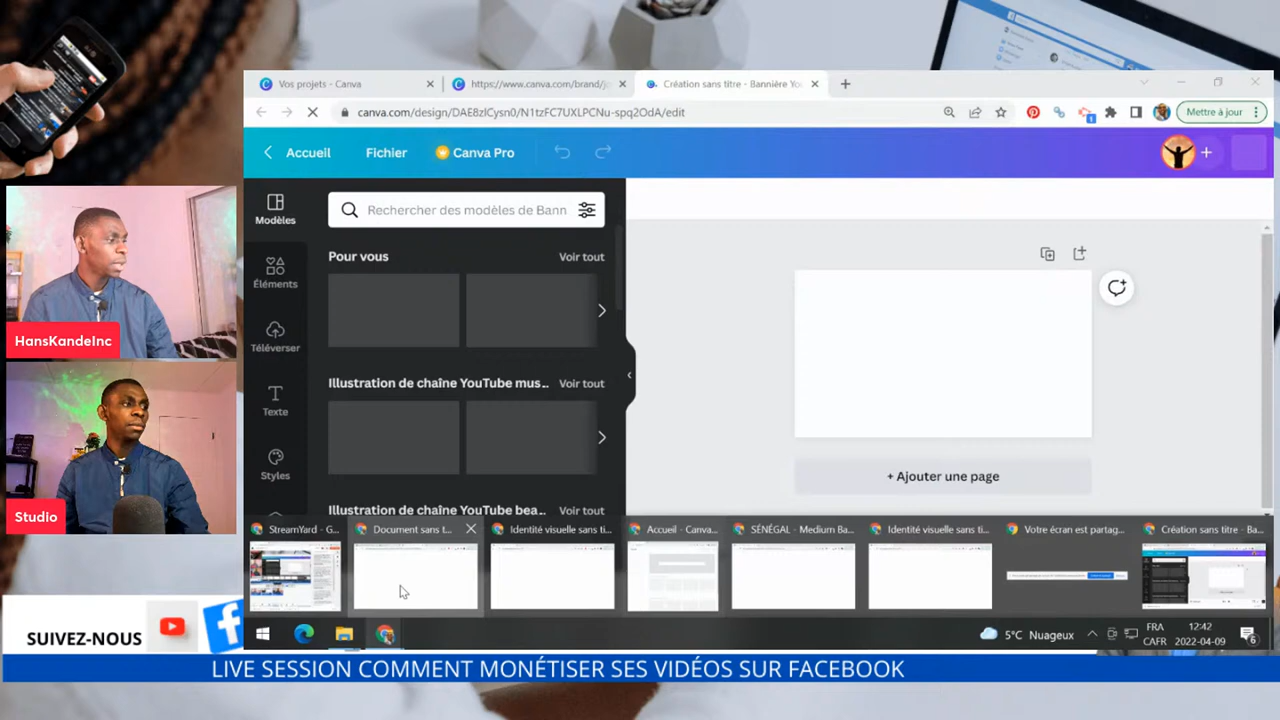 Vos projets - Canva
https://www.canva.com/brand/j
Création sans titre - Bannière Yo
canva.com/design/DAE8zlCysn0/N1tzFC7UXLPCNu-spq2OdA/edit
Mettre à jour
Accueil
Fichier
Canva Pro
Modèles
Rechercher des modèles de Bann
Pour vous
Voir tout
Éléments
Téléverser
Illustration de chaîne YouTube mus...
Voir tout
Texte
Styles
+ Ajouter une page
Illustration de chaîne YouTube bea...
HansKandeInc
Studio
StreamYard - G...
Document sans t...
Identité visuelle sans ti...
Accueil - Canva...
SÉNÉGAL - Medium Ba...
Identité visuelle sans ti...
Votre écran est partag...
Création sans titre - Ba...
5°C Nuageux
FRA
CAFR
12:42
2022-04-09
6
SUIVEZ-NOUS
LIVE SESSION COMMENT MONÉTISER SES VIDÉOS SUR FACEBOOK